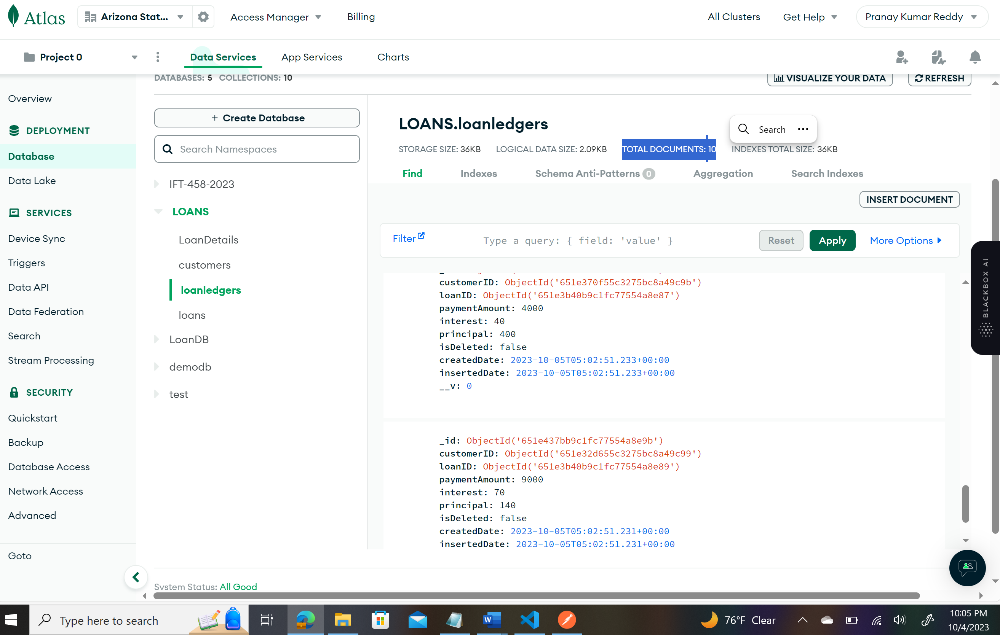 Atlas
Arizona Stat...
Access Manager
Billing
All Clusters
Get Help
Pranay Kumar Reddy
Project 0
Data Services
App Services
Charts
DATABASES: 5 COLLECTIONS: 10
VISUALIZE YOUR DATA
REFRESH
Overview
DEPLOYMENT
Database
Data Lake
SERVICES
Device Sync
Triggers
Data API
Data Federation
Search
Stream Processing
SECURITY
Quickstart
Backup
Database Access
Network Access
Advanced
Goto
+ Create Database
Search Namespaces
IFT-458-2023
LOANS
LoanDetails
customers
loanledgers
loans
LoanDB
demodb
test
LOANS.loanledgers
Search ...
STORAGE SIZE: 36KB LOGICAL DATA SIZE: 2.09KB TOTAL DOCUMENTS: 10 INDEXES TOTAL SIZE: 36KB
Find
Indexes
Schema Anti-Patterns 0
Aggregation
Search Indexes
INSERT DOCUMENT
Filter
Type a query: { field: 'value' }
Reset
Apply
More Options
customerID: ObjectId('651e370f55c3275bc8a49c9b')
loanID: ObjectId('651e3b40b9c1fc77554a8e87')
paymentAmount: 4000
interest: 40
principal: 400
isDeleted: false
createdDate: 2023-10-05T05:02:51.233+00:00
insertedDate: 2023-10-05T05:02:51.233+00:00
__v: 0
_id: ObjectId('651e437bb9c1fc77554a8e9b')
customerID: ObjectId('651e32d655c3275bc8a49c99')
loanID: ObjectId('651e3b40b9c1fc77554a8e89')
paymentAmount: 9000
interest: 70
principal: 140
isDeleted: false
createdDate: 2023-10-05T05:02:51.231+00:00
insertedDate: 2023-10-05T05:02:51.231+00:00
BLACKBOX AI
System Status: All Good
Type here to search
76°F Clear
10:05 PM
10/4/2023